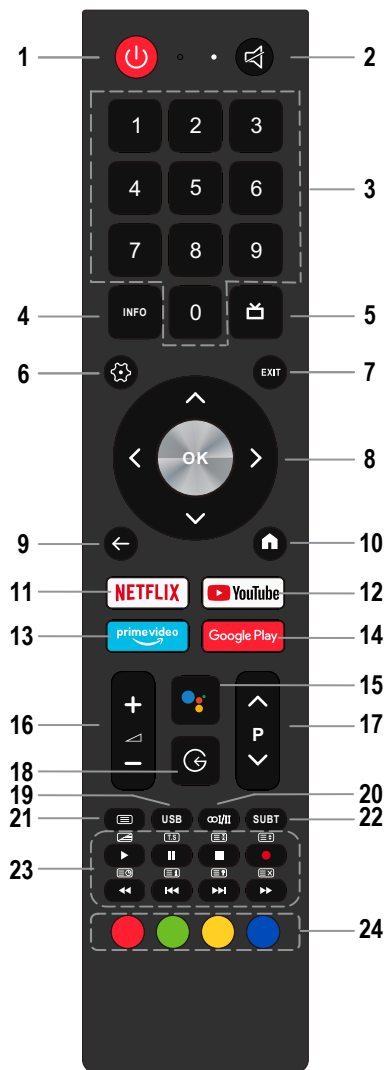 1 2
1 2 3
4 5 6 3
7 8 9
4 INFO 0 5
6 EXIT 7
OK 8
9 10
11 NETFLIX YouTube 12
13 prime video Google Play 14
15
16 + P 17
−
18
19 20
21 USB I/II SUBT 22
T.S
23
24